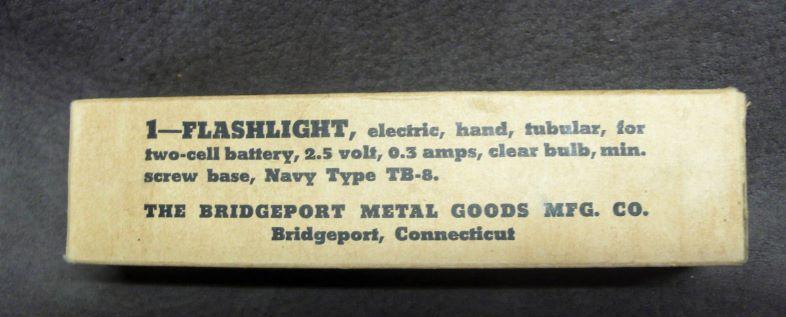 1—FLASHLIGHT, electric, hand, tubular, for
two-cell battery, 2.5 volt, 0.3 amps, clear bulb, min.
screw base, Navy Type TB-8.
THE BRIDGEPORT METAL GOODS MFG. CO.
Bridgeport, Connecticut